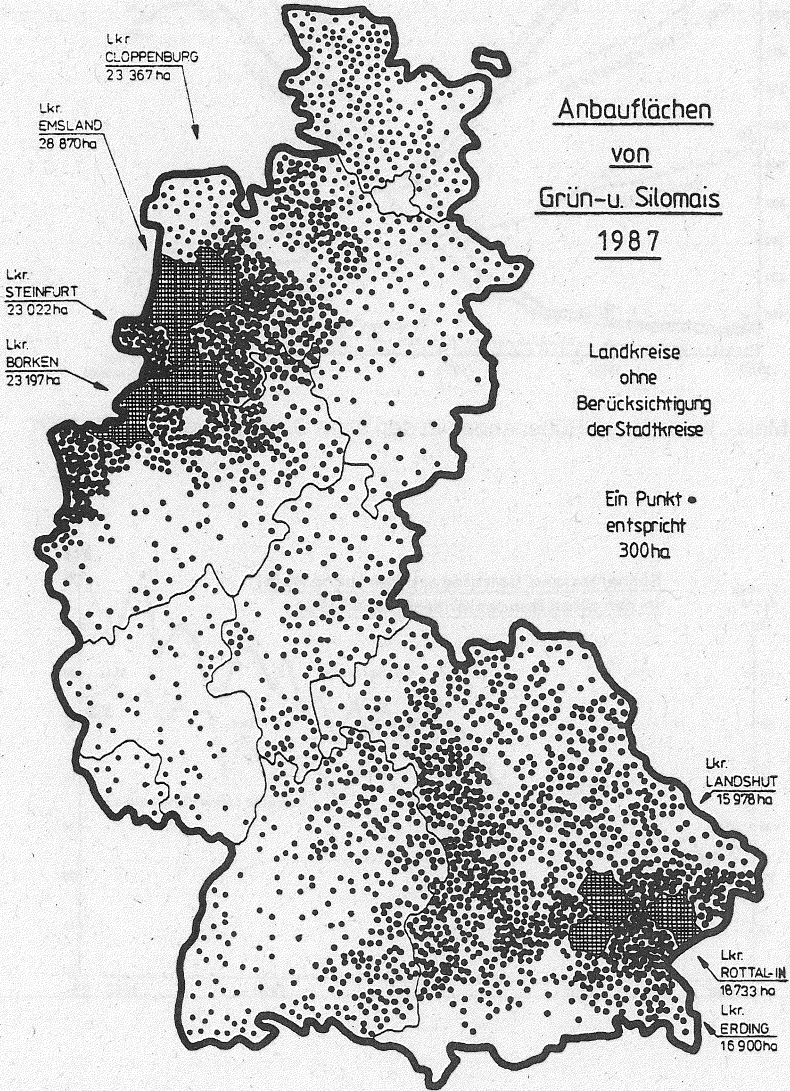 Lkr.
CLOPPENBURG
23 367 ha
Lkr.
EMSLAND
28 870 ha
Lkr.
STEINFURT
23 022 ha
Lkr.
BORKEN
23 197 ha
Anbauflächen
von
Grün-u. Silomais
1987
Landkreise
ohne
Berücksichtigung
der Stadtkreise
Ein Punkt
entspricht
300 ha
Lkr.
LANDSHUT
15 978 ha
Lkr.
ROTTAL-IN
18 733 ha
Lkr.
ERDING
16 900 ha